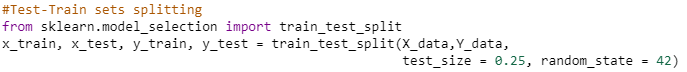 #Test-Train sets splitting
from sklearn.model_selection import train_test_split
x_train, x_test, y_train, y_test = train_test_split(X_data,Y_data,
test_size = 0.25, random_state = 42)